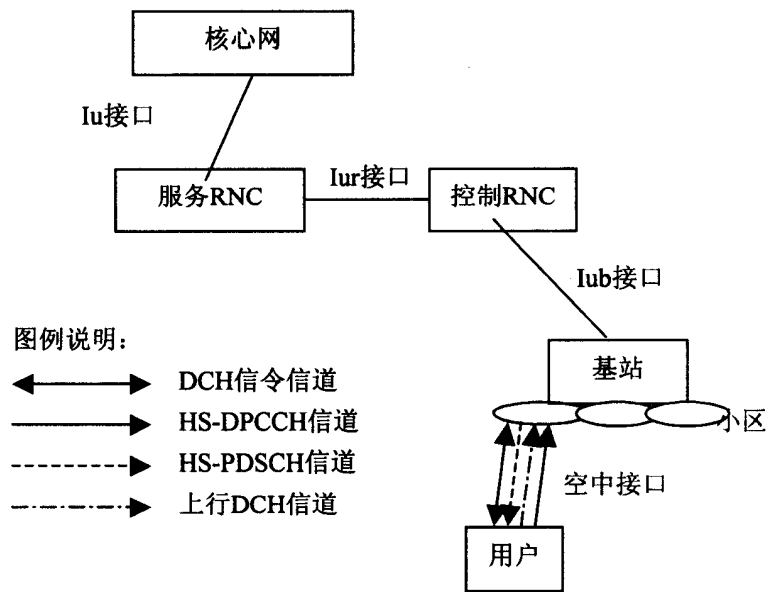 核心网
Iu接口
服务RNC
Iur接口
控制RNC
Iub接口
基站
小区
空中接口
用户
图例说明：
DCH信令信道
HS-DPCCH信道
HS-PDSCH信道
上行DCH信道